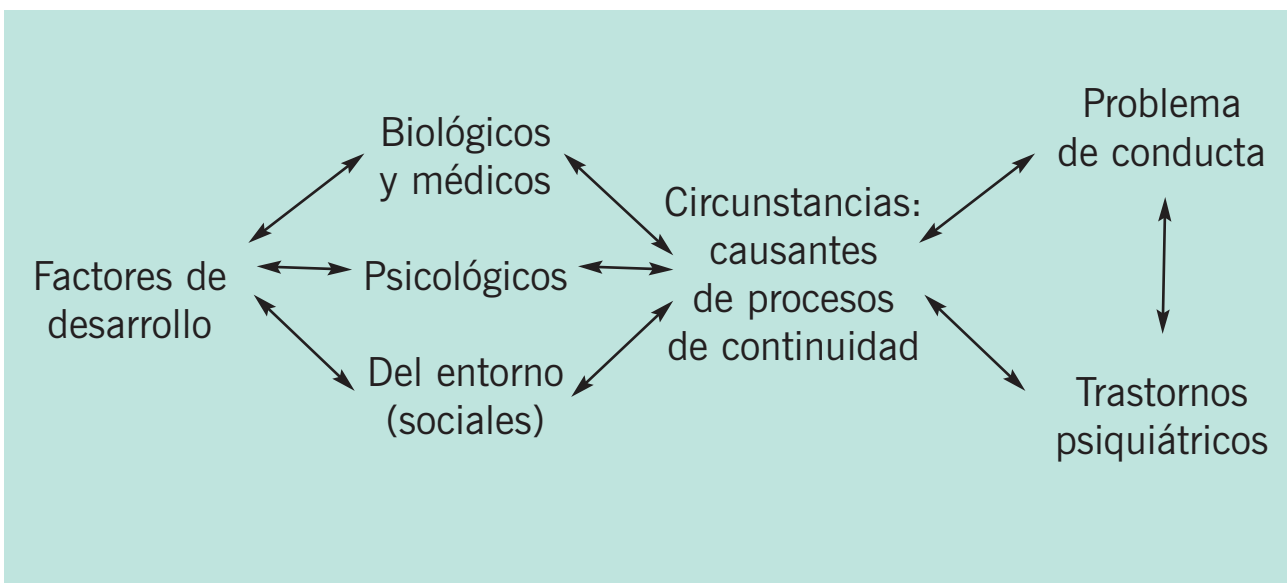 Factores de
desarrollo
Biológicos
y médicos
Psicológicos
Del entorno
(sociales)
Circunstancias:
causantes
de procesos
de continuidad
Problema
de conducta
Trastornos
psiquiátricos